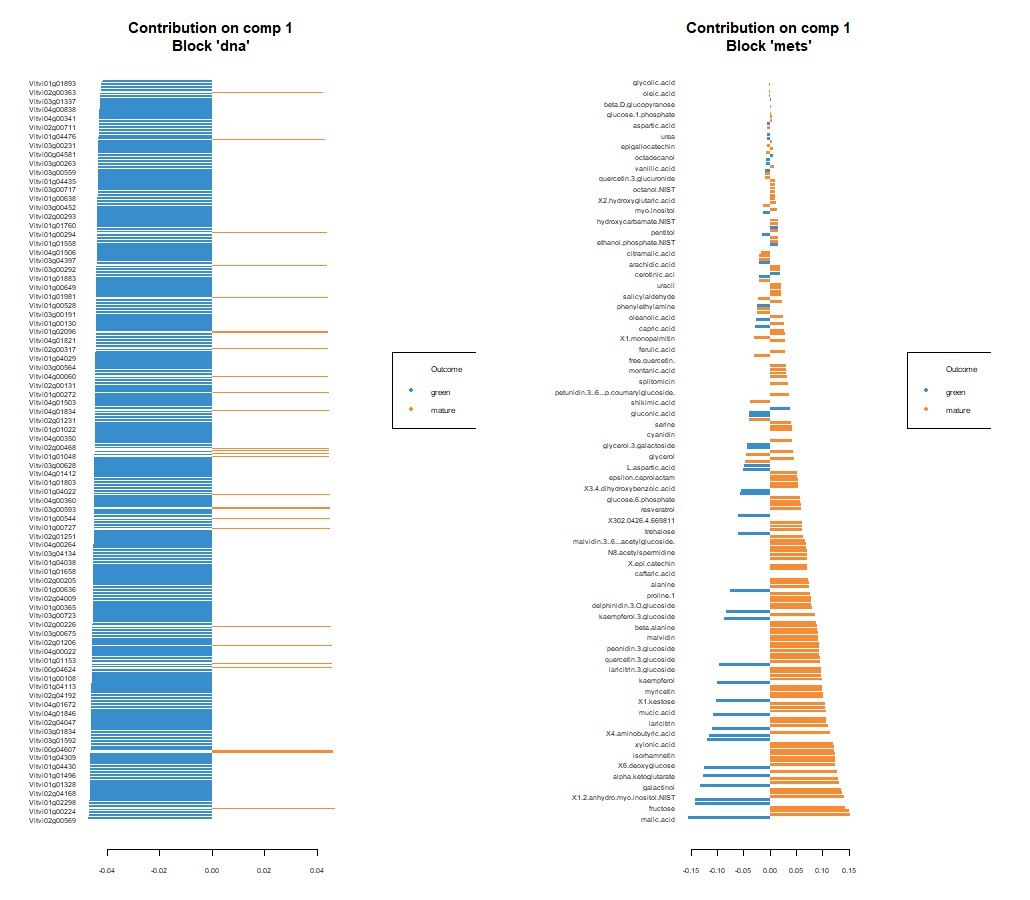 Contribution on comp 1
Block 'dna'
Vitvi01g01893
Vitvi02g00363
Vitvi03g01337
Vitvi04g00838
Vitvi04g00341
Vitvi02g00711
Vitvi01g04476
Vitvi03g00231
Vitvi00g04581
Vitvi03g00263
Vitvi03g00559
Vitvi01g04435
Vitvi03g00717
Vitvi01g00638
Vitvi03g00452
Vitvi02g00293
Vitvi01g01760
Vitvi01g00294
Vitvi01g01558
Vitvi04g01506
Vitvi03g04397
Vitvi03g00292
Vitvi01g01883
Vitvi01g00649
Vitvi01g01981
Vitvi01g00528
Vitvi03g00191
Vitvi01g00130
Vitvi01g02096
Vitvi04g01821
Vitvi02g00317
Vitvi01g04029
Vitvi03g00564
Vitvi04g00060
Vitvi02g00131
Vitvi01g00272
Vitvi04g01503
Vitvi04g01834
Vitvi02g01231
Vitvi01g01022
Vitvi04g00350
Vitvi02g00468
Vitvi01g01048
Vitvi03g00628
Vitvi04g01412
Vitvi01g01803
Vitvi04g04022
Vitvi04g00360
Vitvi03g00593
Vitvi01g00544
Vitvi01g00727
Vitvi02g01251
Vitvi04g00264
Vitvi03g04134
Vitvi01g04038
Vitvi01g01658
Vitvi02g00205
Vitvi01g00636
Vitvi02g04009
Vitvi01g00365
Vitvi03g00723
Vitvi02g00226
Vitvi03g00675
Vitvi02g01206
Vitvi04g00022
Vitvi01g01153
Vitvi00g04624
Vitvi01g00108
Vitvi01g04113
Vitvi02g04192
Vitvi01g04672
Vitvi04g01846
Vitvi02g04047
Vitvi03g01834
Vitvi03g01592
Vitvi00g04607
Vitvi01g04309
Vitvi01g04430
Vitvi01g01496
Vitvi01g01328
Vitvi02g04168
Vitvi01g02298
Vitvi01g00224
Vitvi02g00569
-0.04 -0.02 0.00 0.02 0.04
Outcome
green
mature
Contribution on comp 1
Block 'mets'
glycolic.acid
oleic.acid
beta.D.glucopyranose
glucose.1.phosphate
aspartic.acid
urea
epigallocatechin
octadecanol
vanillic.acid
quercetin.3.glucuronide
octanol.NIST
X2.hydroxyglutaric.acid
myo.inositol
hydroxycarbamate.NIST
pentitol
ethanol.phosphate.NIST
citramalic.acid
arachidic.acid
cerotinic.aci
uracil
salicylaldehyde
phenylethylamine
oleanolic.acid
capric.acid
X1.monopalmitin
ferulic.acid
free.quercetin.
montanic.acid
splitomicin
petunidin.3..6...p.coumarylglucoside.
shikimic.acid
gluconic.acid
serine
cyanidin
glycerol.3.galactoside
glycerol
L.aspartic.acid
epsilon.caprolactam
X3.4.dihydroxybenzoic.acid
glucose.6.phosphate
resveratrol
X302.0426.4.669811
trehalose
malvidin.3..6...acetylglucoside.
N8.acetylspermidine
X.epi.catechin
caftaric.acid
alanine
proline.1
delphinidin.3.O.glucoside
kaempferol.3.glucoside
beta.alanine
malvidin
peonidin.3.glucoside
quercetin.3.glucoside
laricitrin.3.glucoside
kaempferol
myricetin
X1.kestose
mucic.acid
laricitrin
X4.aminobutyric.acid
xylonic.acid
isorhamnetin
X6.deoxyglucose
alpha.ketoglutarate
galactinol
X1.2.anhydro.myo.inositol.NIST
fructose
malic.acid
-0.15 -0.10 -0.05 0.00 0.05 0.10 0.15
Outcome
green
mature